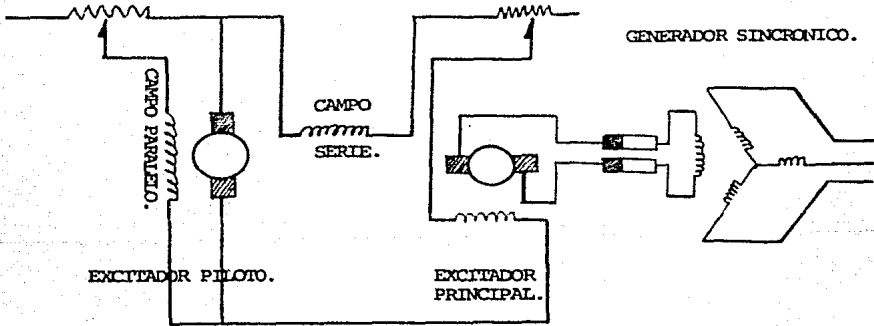 GENERADOR SINCRONICO.
CAMPO PARALELO.
CAMPO
SERIE.
EXCITADOR PILOTO.
EXCITADOR
PRINCIPAL.